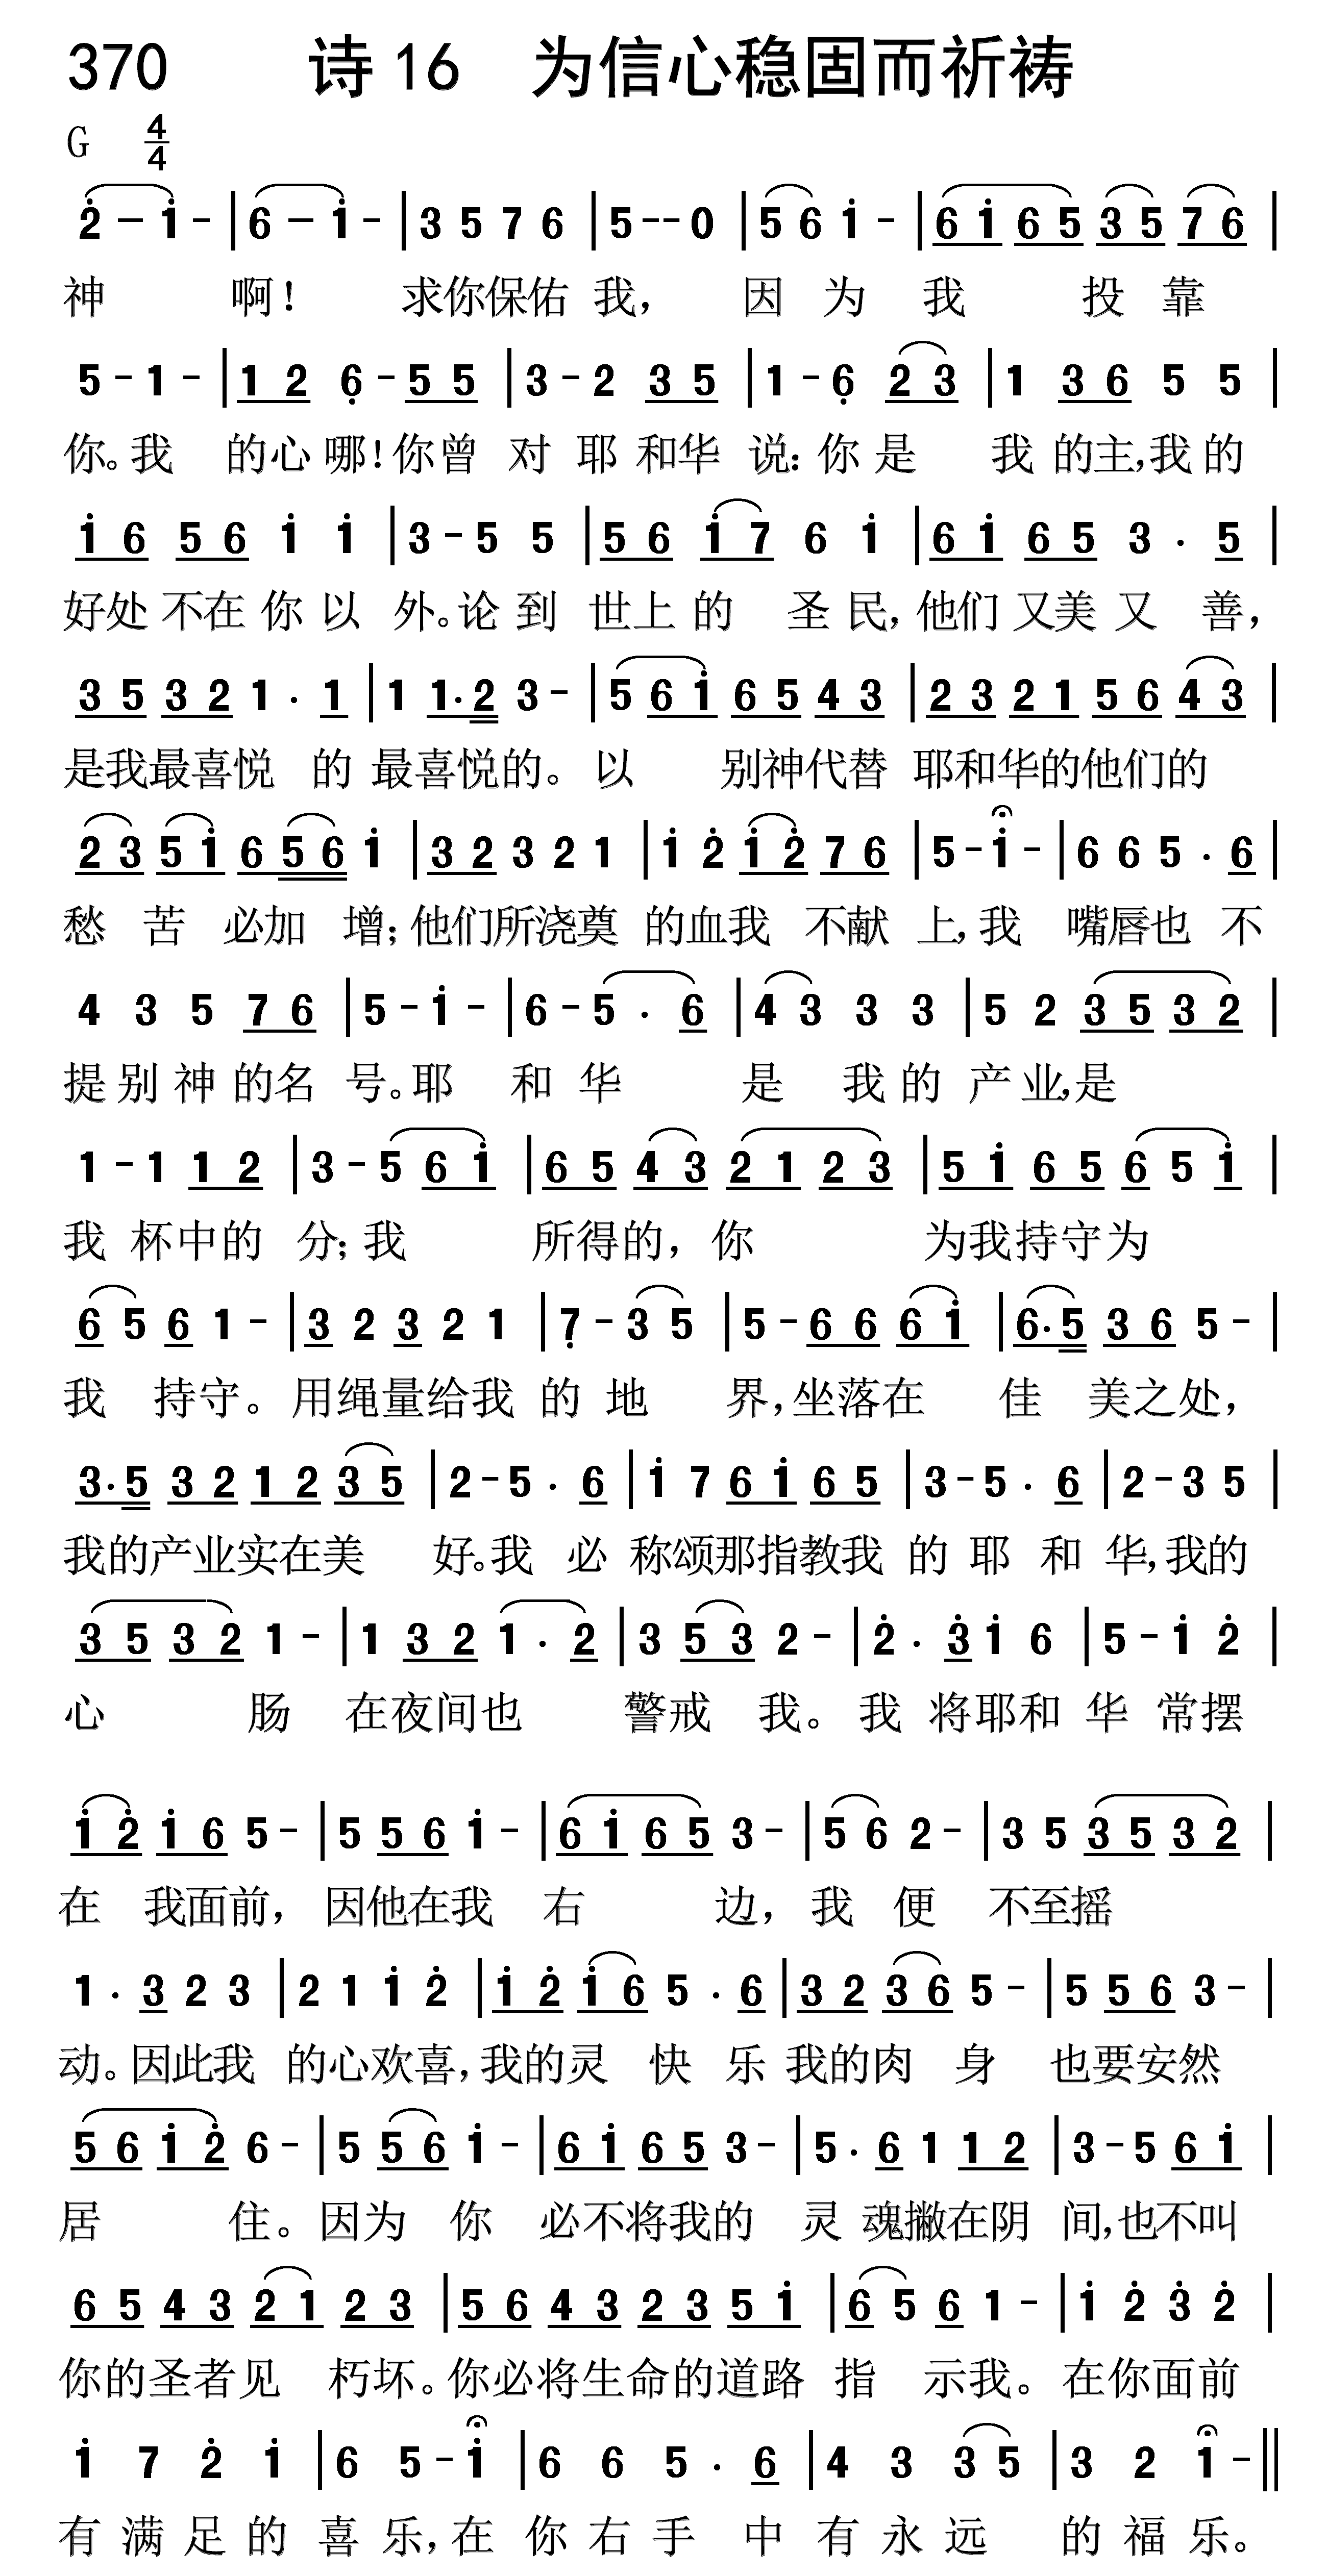 370 诗16 为信心稳固而祈祷
G 4/4
2̇ － 1̇ - | 6 － 1̇ - | 3 5 7 6 | 5 - - 0 | 5 6 1̇ - | 6 1̇ 6 5 3 5 7 6 |
神 啊！ 求你保佑 我， 因 为 我 投 靠
5 - 1 - | 1 2 6̣ - 5 5 | 3 - 2 3 5 | 1 - 6̣ 2 3 | 1 3 6 5 5 |
你。我 的心 哪！你曾 对 耶 和华 说：你 是 我 的主，我 的
1̇ 6 5 6 1̇ 1̇ | 3 - 5 5 | 5 6 1̇ 7 6 1̇ | 6 1̇ 6 5 3 · 5 |
好处 不在 你 以 外。论 到 世上 的 圣 民，他们 又美 又 善，
3 5 3 2 1 · 1 | 1 1· 2 3 - | 5 6 1̇ 6 5 4 3 | 2 3 2 1 5 6 4 3 |
是我最喜悦 的 最喜悦的。以 别神代替 耶和华的他们的
2 3 5 1̇ 6 5 6 1̇ | 3 2 3 2 1 | 1̇ 2̇ 1̇ 2̇ 7 6 | 5 - 1̇ - | 6 6 5 · 6 |
愁 苦 必加 增；他们所浇奠 的血我 不献 上，我 嘴唇也 不
4 3 5 7 6 | 5 - 1̇ - | 6 - 5 · 6 | 4 3 3 3 | 5 2 3 5 3 2 |
提 别 神 的名 号。耶 和 华 是 我 的 产 业，是
1 - 1 1 2 | 3 - 5 6 1̇ | 6 5 4 3 2 1 2 3 | 5 1̇ 6 5 6 5 1̇ |
我 杯中的 分；我 所得的，你 为我持守为
6 5 6 1 - | 3 2 3 2 1 | 7̣ - 3 5 | 5 - 6 6 6 1̇ | 6· 5 3 6 5 - |
我 持守。用绳量给我 的 地 界，坐落在 佳 美之处，
3· 5 3 2 1 2 3 5 | 2 - 5 · 6 | 1̇ 7 6 1̇ 6 5 | 3 - 5 · 6 | 2 - 3 5
我的产业实在美 好。我 必 称颂那指教我 的 耶 和 华，我的
3 5 3 2 1 - | 1 3 2 1 · 2 | 3 5 3 2 - | 2̇ · 3̇ 1̇ 6 | 5 - 1̇ 2̇ |
心 肠 在夜间也 警戒 我。我 将耶和 华 常摆
1̇ 2̇ 1̇ 6 5 - | 5 5 6 1̇ - | 6 1̇ 6 5 3 - | 5 6 2 - | 3 5 3 5 3 2 |
在 我面前， 因他在我 右 边，我 便 不至摇
1 · 3 2 3 | 2 1 1̇ 2̇ | 1̇ 2̇ 1̇ 6 5 · 6 | 3 2 3 6 5 - | 5 5 6 3 - |
动。因此我 的心欢喜，我的灵 快 乐 我的肉 身 也要安然
5 6 1̇ 2̇ 6 - | 5 5 6 1̇ - | 6 1̇ 6 5 3 - | 5 · 6 1 1 2 | 3 - 5 6 1̇ |
居 住。因为 你 必不将我的 灵 魂撇在阴 间，也不叫
6 5 4 3 2 1 2 3 | 5 6 4 3 2 3 5 1̇ | 6 5 6 1 - | 1̇ 2̇ 3̇ 2̇ |
你的圣者见 朽坏。你必将生命的道路 指 示我。在你面前
1̇ 7 2̇ 1̇ | 6 5 - 1̇ | 6 6 5 · 6 | 4 3 3 5 | 3 2 1 - ‖
有 满 足 的 喜 乐，在 你 右 手 中 有 永 远 的 福 乐。